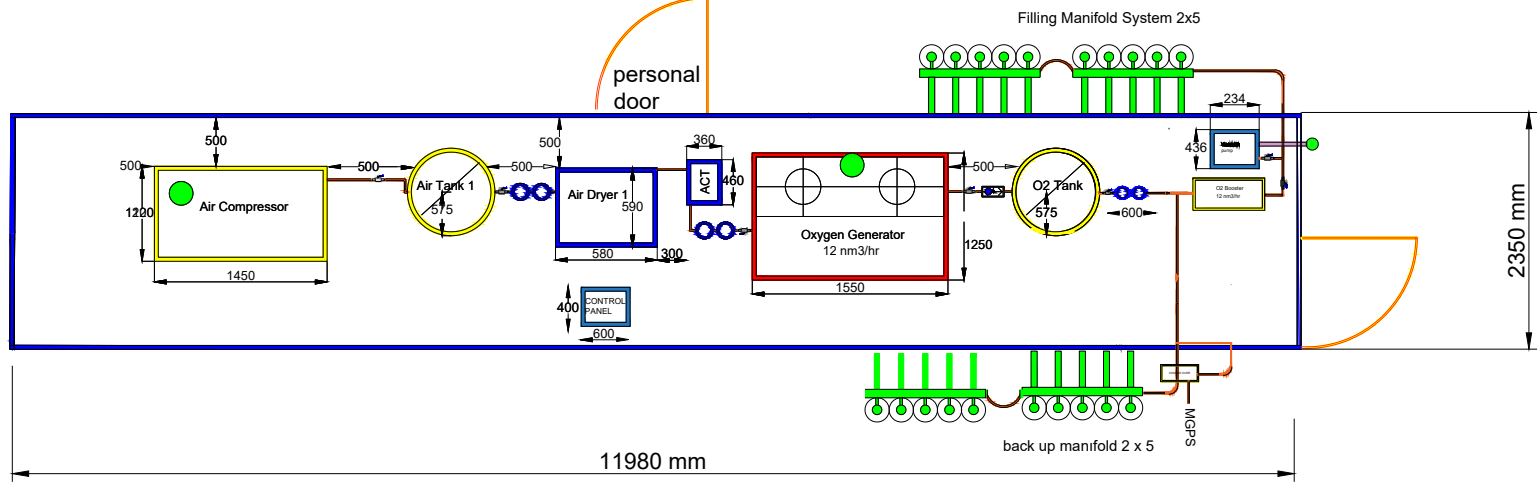 Filling Manifold System 2x5
personal
door
234
500
500
360
436
pump
500
500
500
500
Air Compressor
1200
Air Tank 1
575
Air Dryer 1
590
ACT
460
O2 Tank
575
O2 Booster
12 nm3/hr
600
Oxygen Generator
12 nm3/hr
1250
1450
580
300
1550
400
CONTROL
PANEL
600
2350 mm
MGPS
back up manifold 2 x 5
11980 mm